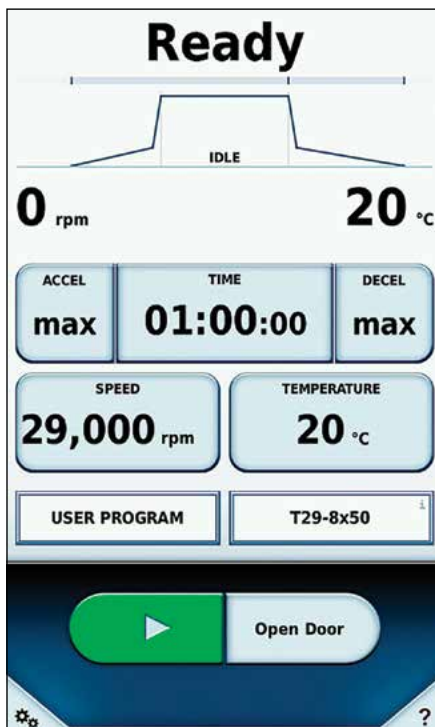 Ready
IDLE
0 rpm 20 °C
ACCEL TIME DECEL
max 01:00:00 max
SPEED TEMPERATURE
29,000 rpm 20 °C
USER PROGRAM T29-8x50 i
Open Door
?